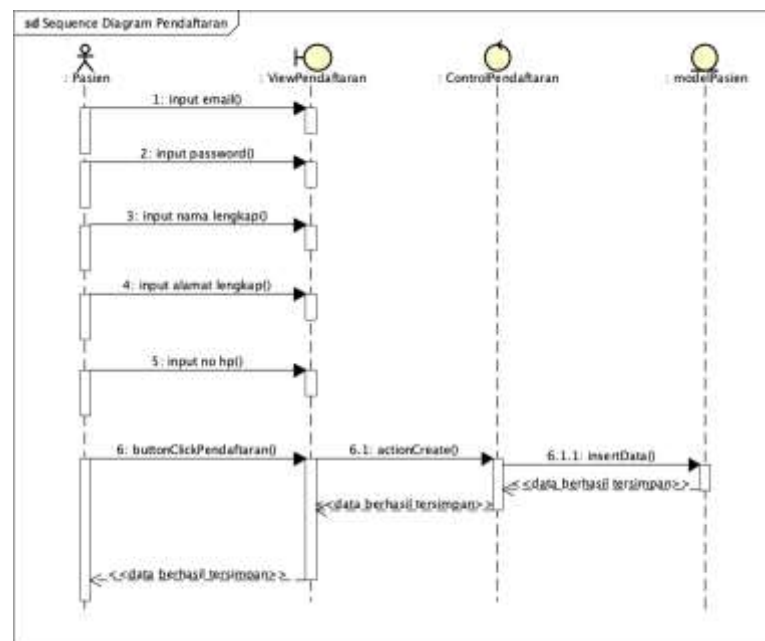 sd Sequence Diagram Pendaftaran
: Pasien
: ViewPendaftaran
: ControlPendaftaran
: modelPasien
1: input email()
2: input password()
3: input nama lengkap()
4: input alamat lengkap()
5: input no hp()
6: buttonClickPendaftaran()
6.1: actionCreate()
6.1.1: insertData()
<<data berhasil tersimpan>>
<<data berhasil tersimpan>>
<<data berhasil tersimpan>>